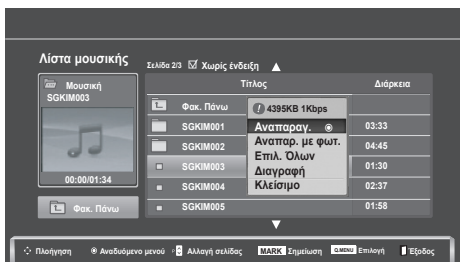 Λίστα μουσικής
Σελίδα 2/3 ☑ Χωρίς ένδειξη
Μουσική
SGKIM003
00:00/01:34
Φακ. Πάνω
Τίτλος Διάρκεια
Φακ. Πάνω
SGKIM001 03:33
SGKIM002 04:45
SGKIM003 01:30
SGKIM004 02:37
SGKIM005 01:58
4395KB 1Kbps
Αναπαραγ.
Αναπαρ. με φωτ.
Επιλ. Όλων
Διαγραφή
Κλείσιμο
Πλοήγηση Αναδυόμενο μενού Αλλαγή σελίδας MARK Σημείωση Q.MENU Επιλογή Έξοδος